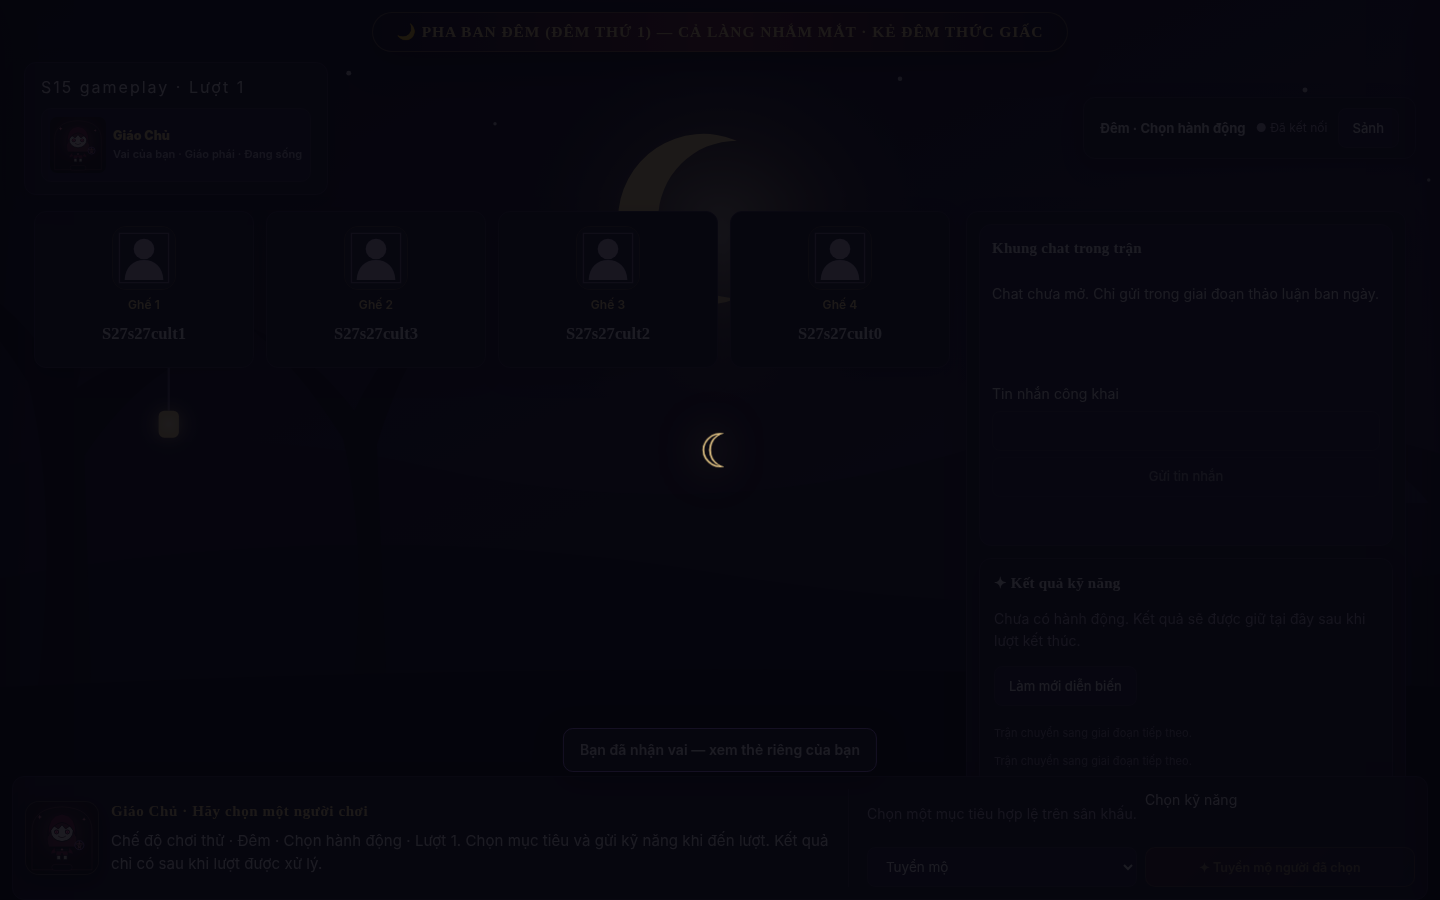 🌙 PHA BAN ĐÊM (ĐÊM THỨ 1) — CẢ LÀNG NHẮM MẮT · KẺ ĐÊM THỨC GIẤC
S15 gameplay · Lượt 1
Giáo Chủ
Vai của bạn · Giáo phái · Đang sống
Đêm · Chọn hành động
Đã kết nối
Sảnh
Ghế 1
S27s27cult1
Ghế 2
S27s27cult3
Ghế 3
S27s27cult2
Ghế 4
S27s27cult0
Khung chat trong trận
Chat chưa mở. Chỉ gửi trong giai đoạn thảo luận ban ngày.
Tin nhắn công khai
Gửi tin nhắn
✦ Kết quả kỹ năng
Chưa có hành động. Kết quả sẽ được giữ tại đây sau khi
lượt kết thúc.
Làm mới diễn biến
Trận chuyển sang giai đoạn tiếp theo.
Trận chuyển sang giai đoạn tiếp theo.
Bạn đã nhận vai — xem thẻ riêng của bạn
Giáo Chủ · Hãy chọn một người chơi
Chế độ chơi thử · Đêm · Chọn hành động · Lượt 1. Chọn mục tiêu và gửi kỹ năng khi đến lượt. Kết quả
chỉ có sau khi lượt được xử lý.
Chọn một mục tiêu hợp lệ trên sân khấu.
Chọn kỹ năng
Tuyển mộ
✦ Tuyển mộ người đã chọn